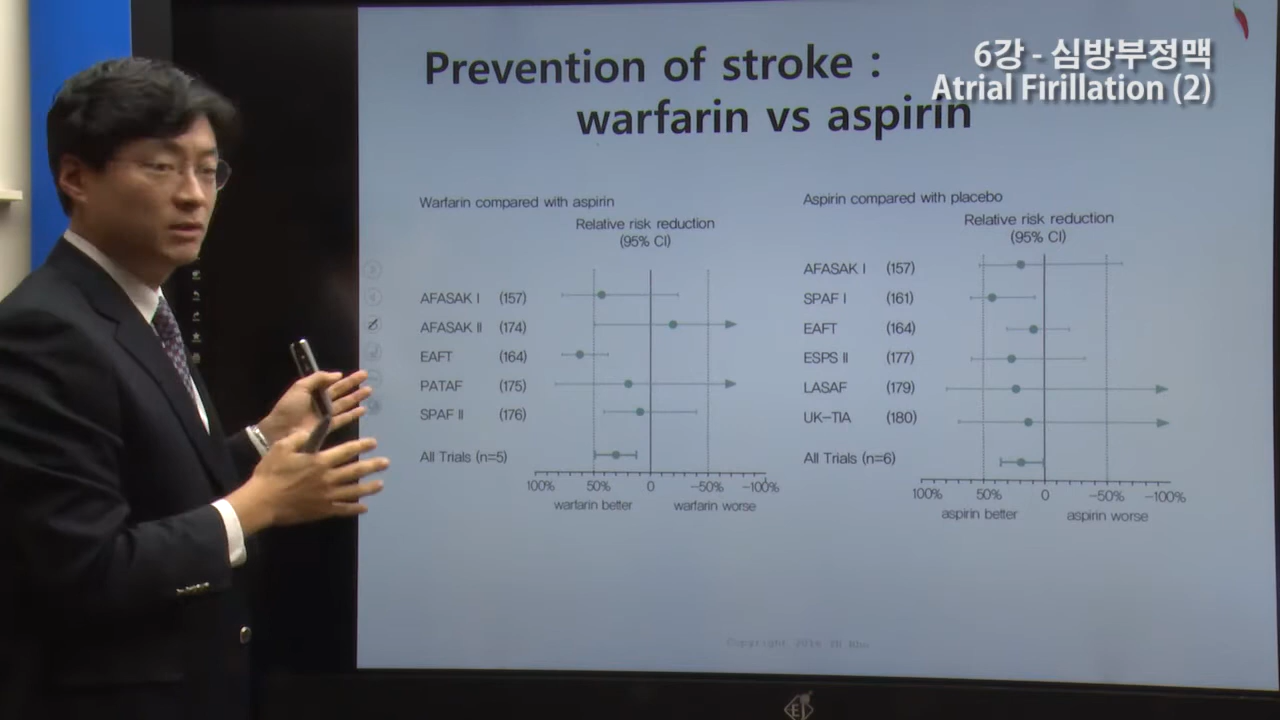 6강 - 심방부정맥
Atrial Firillation (2)
Prevention of stroke :
warfarin vs aspirin
Warfarin compared with aspirin
Relative risk reduction
(95% CI)
AFASAK I (157)
AFASAK II (174)
EAFT (164)
PATAF (175)
SPAF II (176)
All Trials (n=5)
100% 50% 0 -50% -100%
warfarin better warfarin worse
Aspirin compared with placebo
Relative risk reduction
(95% CI)
AFASAK I (157)
SPAF I (161)
EAFT (164)
ESPS II (177)
LASAF (179)
UK-TIA (180)
All Trials (n=6)
100% 50% 0 -50% -100%
aspirin better aspirin worse